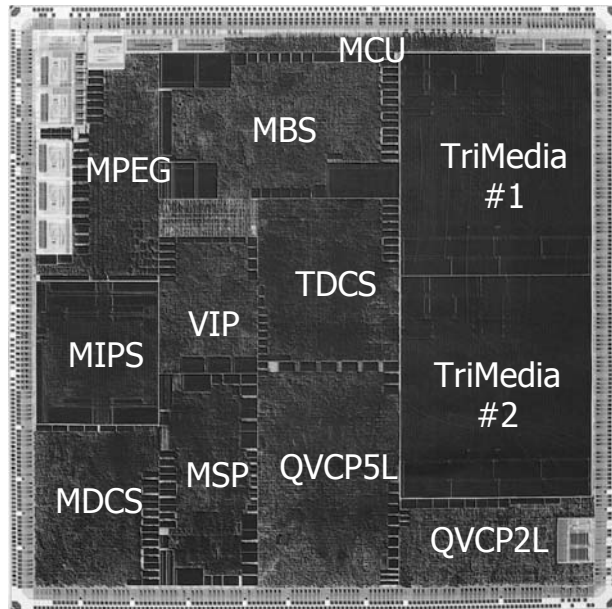 MCU
MBS
MPEG
TriMedia
#1
TDCS
VIP
MIPS
TriMedia
#2
QVCP5L
MSP
MDCS
QVCP2L